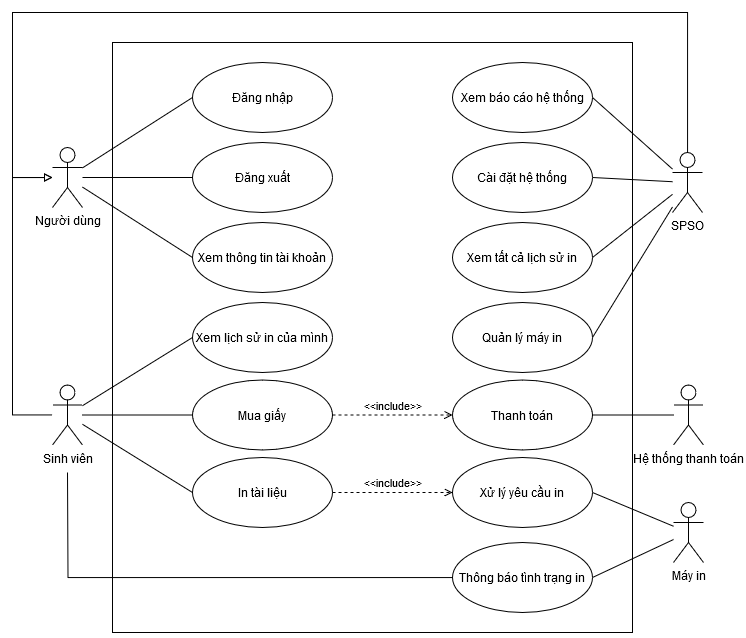 Đăng nhập
Xem báo cáo hệ thống
Đăng xuất
Cài đặt hệ thống
Người dùng
SPSO
Xem thông tin tài khoản
Xem tất cả lịch sử in
Xem lịch sử in của mình
Quản lý máy in
Mua giấy
<<include>>
Thanh toán
Sinh viên
Hệ thống thanh toán
In tài liệu
<<include>>
Xử lý yêu cầu in
Thông báo tình trạng in
Máy in